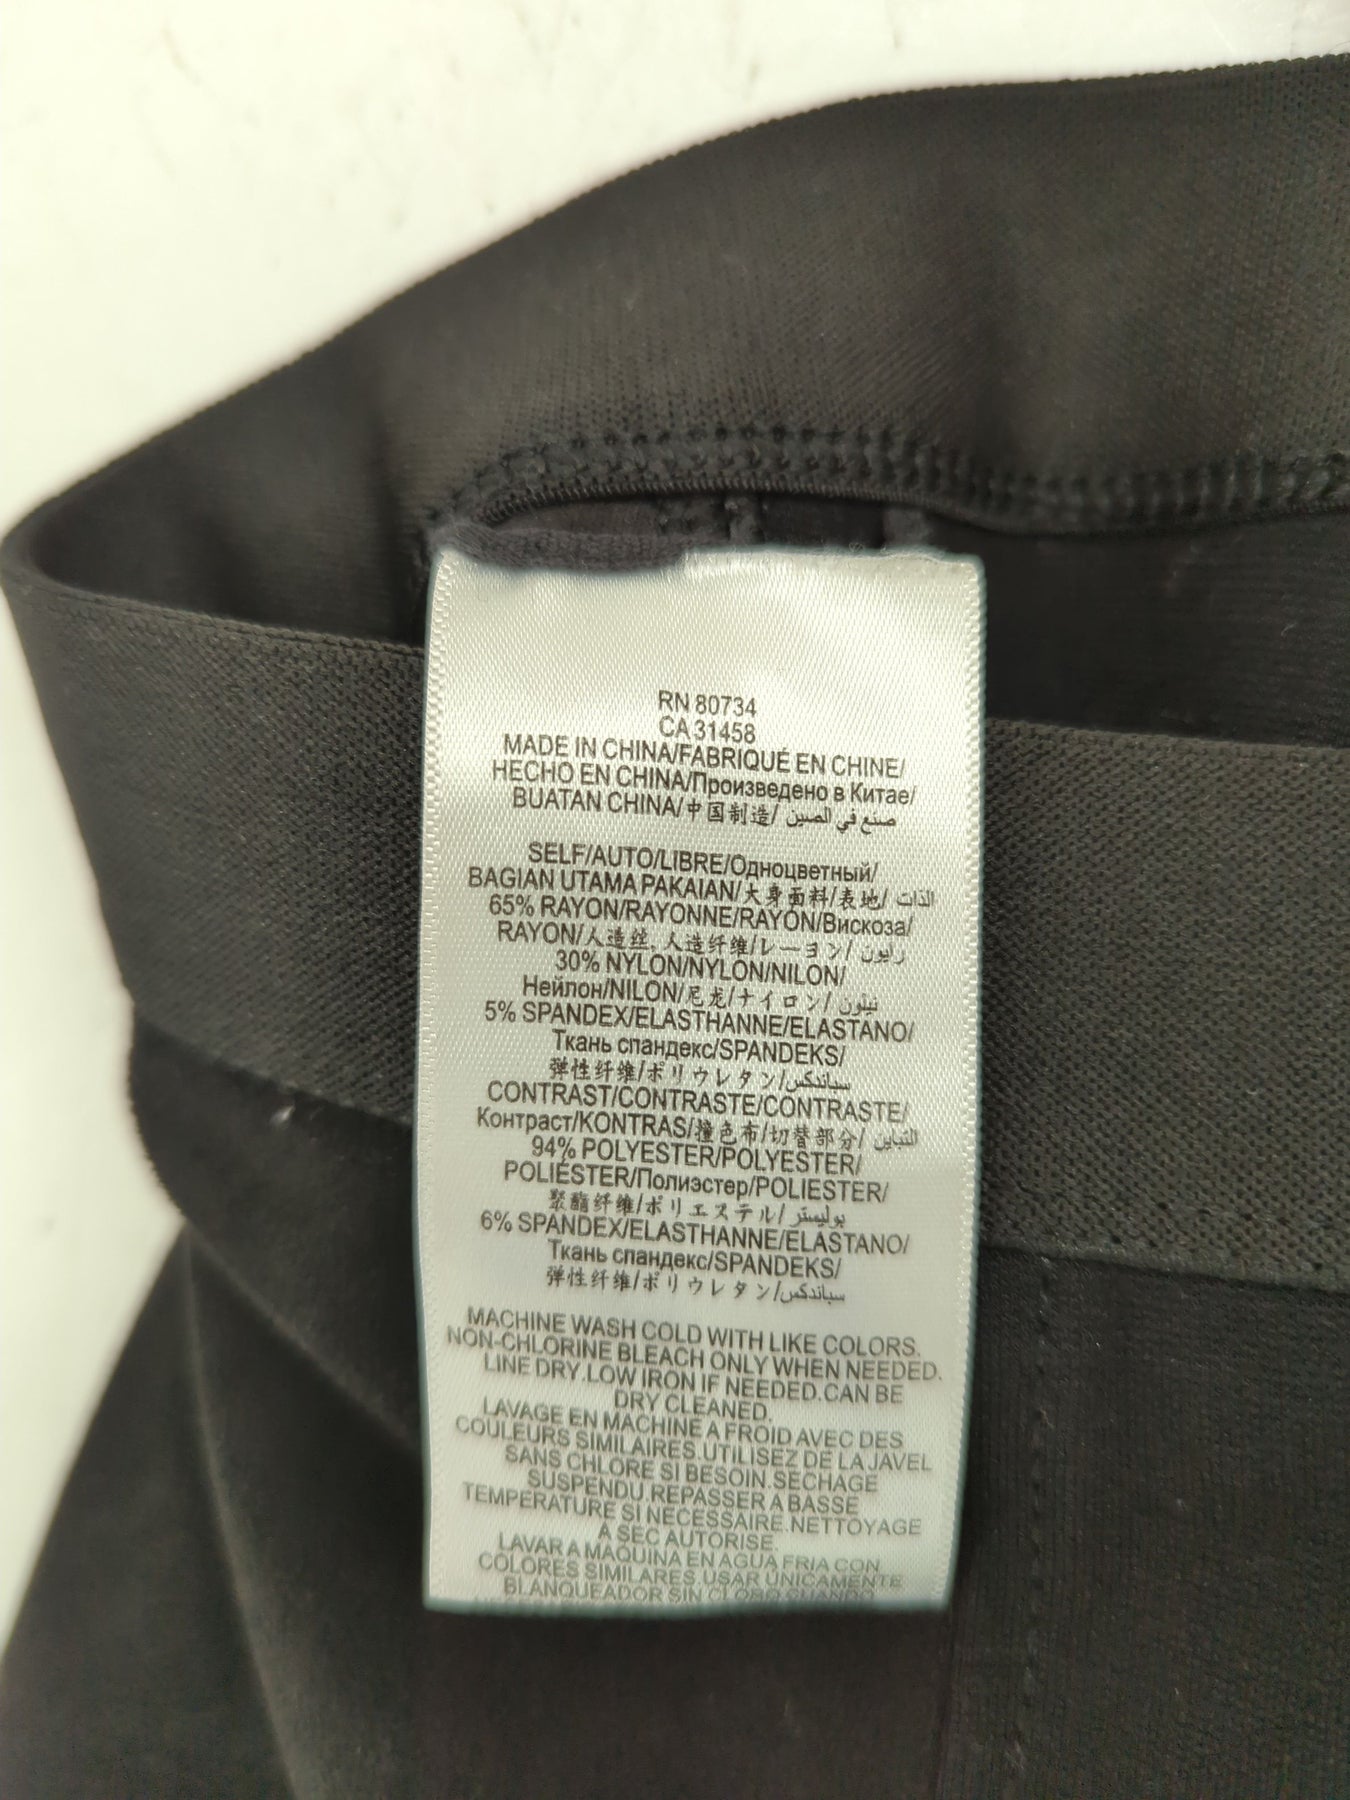 RN 80734
CA 31458
MADE IN CHINA/FABRIQUÉ EN CHINE/
HECHO EN CHINA/Произведено в Китае/
BUATAN CHINA/中国制造/ صنع في الصين
SELF/AUTO/LIBRE/Одноцветный/
BAGIAN UTAMA PAKAIAN/大身面料/表地/ الذات
65% RAYON/RAYONNE/RAYÓN/Вискоза/
RAYON/人造丝, 人造纤维/レーヨン/ رايون
30% NYLON/NYLON/NILON/
Нейлон/NILON/尼龙/ナイロン/ نيلون
5% SPANDEX/ELASTHANNE/ELASTANO/
Ткань спандекс/SPANDEKS/
弹性纤维/ポリウレタン/سباندكس
CONTRAST/CONTRASTE/CONTRASTE/
Контраст/KONTRAS/撞色布/切替部分/ التباين
94% POLYESTER/POLYESTER/
POLIÉSTER/Полиэстер/POLIESTER/
聚酯纤维/ポリエステル/ بوليستر
6% SPANDEX/ELASTHANNE/ELASTANO/
Ткань спандекс/SPANDEKS/
弹性纤维/ポリウレタン/سباندكس
MACHINE WASH COLD WITH LIKE COLORS.
NON-CHLORINE BLEACH ONLY WHEN NEEDED.
LINE DRY.LOW IRON IF NEEDED.CAN BE
DRY CLEANED.
LAVAGE EN MACHINE A FROID AVEC DES
COULEURS SIMILAIRES.UTILISEZ DE LA JAVEL
SANS CHLORE SI BESOIN.SECHAGE
SUSPENDU.REPASSER A BASSE
TEMPERATURE SI NECESSAIRE.NETTOYAGE
A SEC AUTORISE.
LAVAR A MAQUINA EN AGUA FRIA CON
COLORES SIMILARES.USAR ÚNICAMENTE
BLANQUEADOR SIN CLORO CUANDO